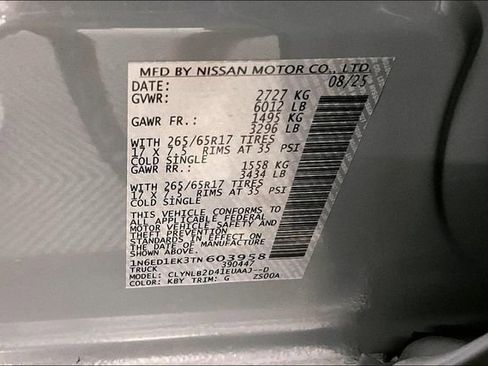 MFD BY NISSAN MOTOR CO., LTD
DATE: 08/25
GVWR: 2727 KG
6012 LB
GAWR FR.: 1495 KG
3296 LB
WITH 265/65R17 TIRES
17 X 7.5 RIMS AT 35 PSI
COLD SINGLE
GAWR RR.: 1558 KG
3434 LB
WITH 265/65R17 TIRES
17 X 7.5 RIMS AT 35 PSI
COLD SINGLE
THIS VEHICLE CONFORMS TO
ALL APPLICABLE FEDERAL
MOTOR VEHICLE SAFETY AND
THEFT PREVENTION
STANDARDS IN EFFECT ON
THE DATE OF MANUFACTURE
SHOWN ABOVE
1N6ED1EK3TN603958
TRUCK 390447
MODEL: CLYNLB2D41EUAAJ--D
COLOR: KBY TRIM: G ZS00A